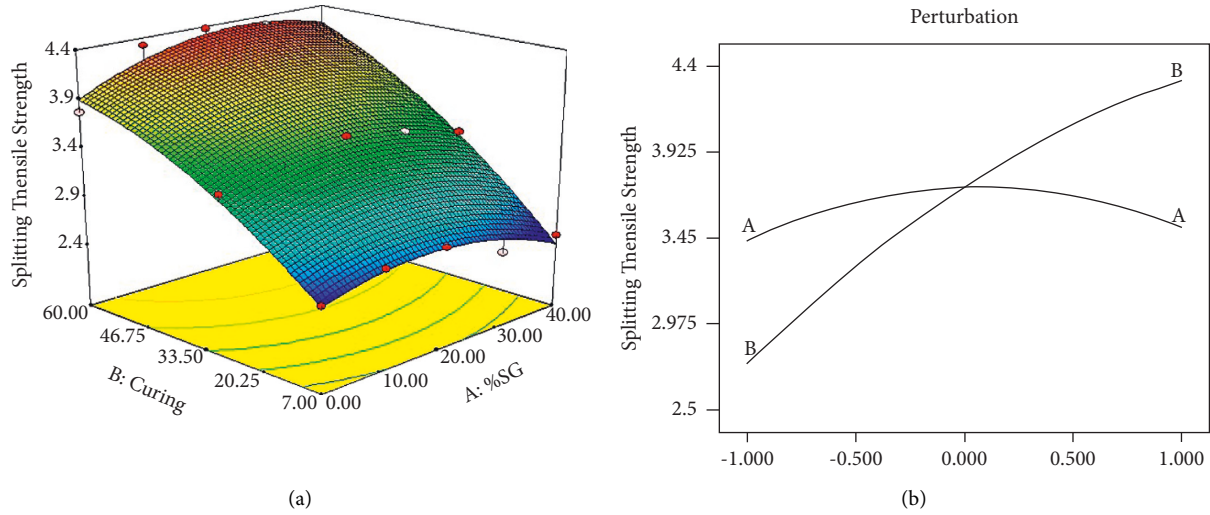 4.4
3.9
3.4
2.9
2.4
Splitting Tnensile Strength
60.00
46.75
33.50
20.25
7.00
B: Curing
0.00
10.00
20.00
30.00
40.00
A: %SG
(a)
Perturbation
4.4
3.925
3.45
2.975
2.5
Splitting Tnensile Strength
A
B
B
A
-1.000
-0.500
0.000
0.500
1.000
(b)